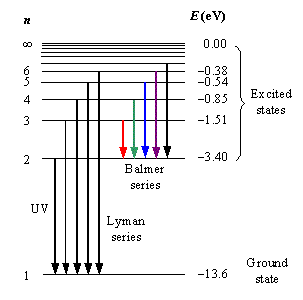 n E (eV)
∞ 0.00
6 −0.38
5 −0.54
4 −0.85
3 −1.51
Excited
states
2 −3.40
Balmer
series
UV
Lyman
series
1 −13.6
Ground
state